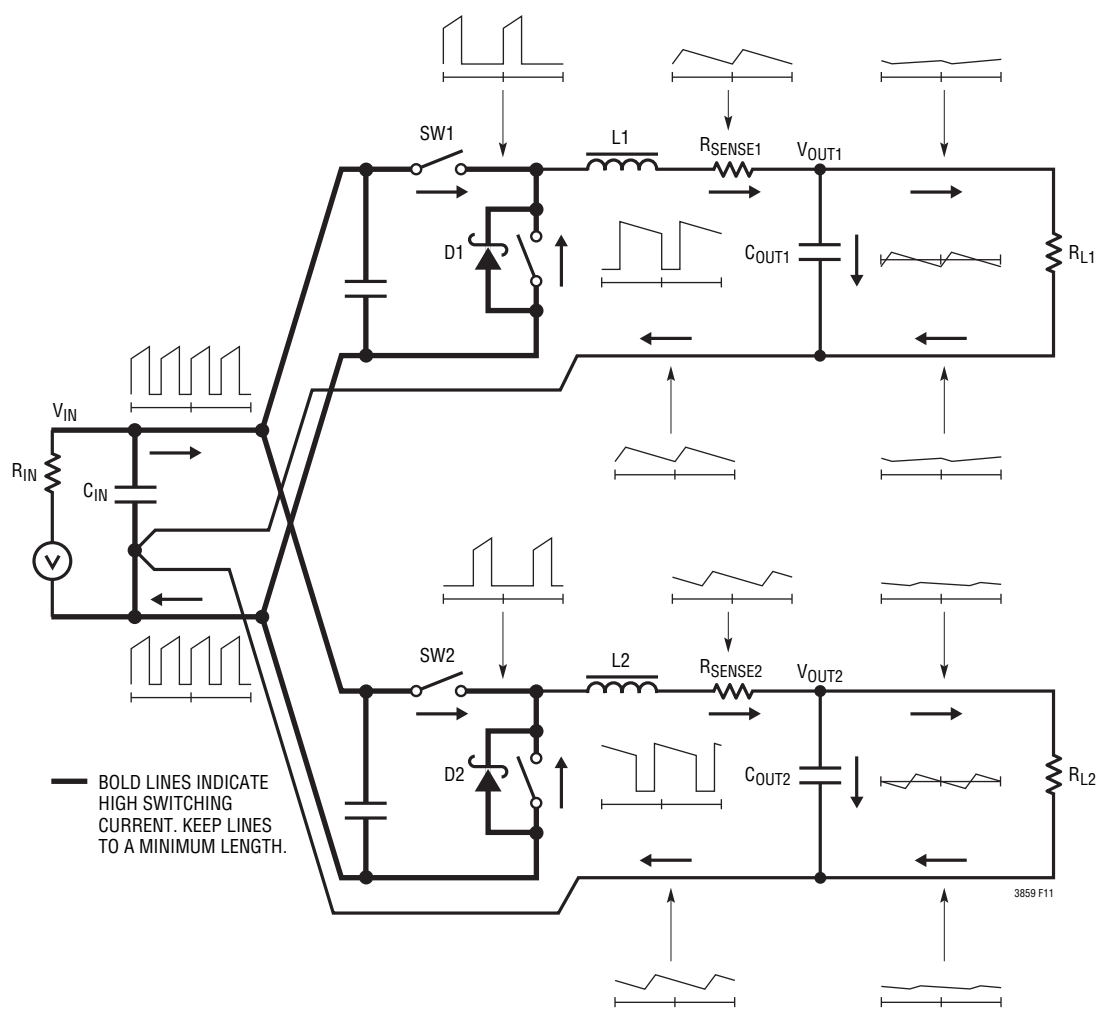 SW1
L1
RSENSE1
VOUT1
D1
COUT1
RL1
VIN
RIN
CIN
V
SW2
L2
RSENSE2
VOUT2
D2
COUT2
RL2
BOLD LINES INDICATE
HIGH SWITCHING
CURRENT. KEEP LINES
TO A MINIMUM LENGTH.
3859 F11